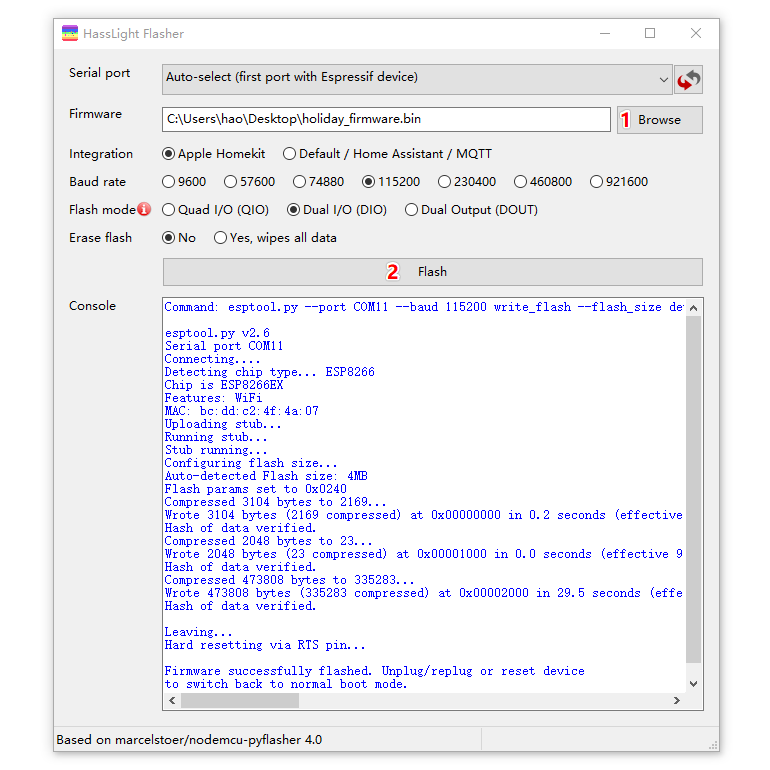 HassLight Flasher
Serial port
Auto-select (first port with Espressif device)
Firmware
C:\Users\hao\Desktop\holiday_firmware.bin
1 Browse
Integration
Apple Homekit
Default / Home Assistant / MQTT
Baud rate
9600
57600
74880
115200
230400
460800
921600
Flash mode
Quad I/O (QIO)
Dual I/O (DIO)
Dual Output (DOUT)
Erase flash
No
Yes, wipes all data
2 Flash
Console
Command: esptool.py --port COM11 --baud 115200 write_flash --flash_size de
esptool.py v2.6
Serial port COM11
Connecting....
Detecting chip type... ESP8266
Chip is ESP8266EX
Features: WiFi
MAC: bc:dd:c2:4f:4a:07
Uploading stub...
Running stub...
Stub running...
Configuring flash size...
Auto-detected Flash size: 4MB
Flash params set to 0x0240
Compressed 3104 bytes to 2169...
Wrote 3104 bytes (2169 compressed) at 0x00000000 in 0.2 seconds (effective
Hash of data verified.
Compressed 2048 bytes to 23...
Wrote 2048 bytes (23 compressed) at 0x00001000 in 0.0 seconds (effective 9
Hash of data verified.
Compressed 473808 bytes to 335283...
Wrote 473808 bytes (335283 compressed) at 0x00002000 in 29.5 seconds (effe
Hash of data verified.
Leaving...
Hard resetting via RTS pin...
Firmware successfully flashed. Unplug/replug or reset device
to switch back to normal boot mode.
Based on marcelstoer/nodemcu-pyflasher 4.0